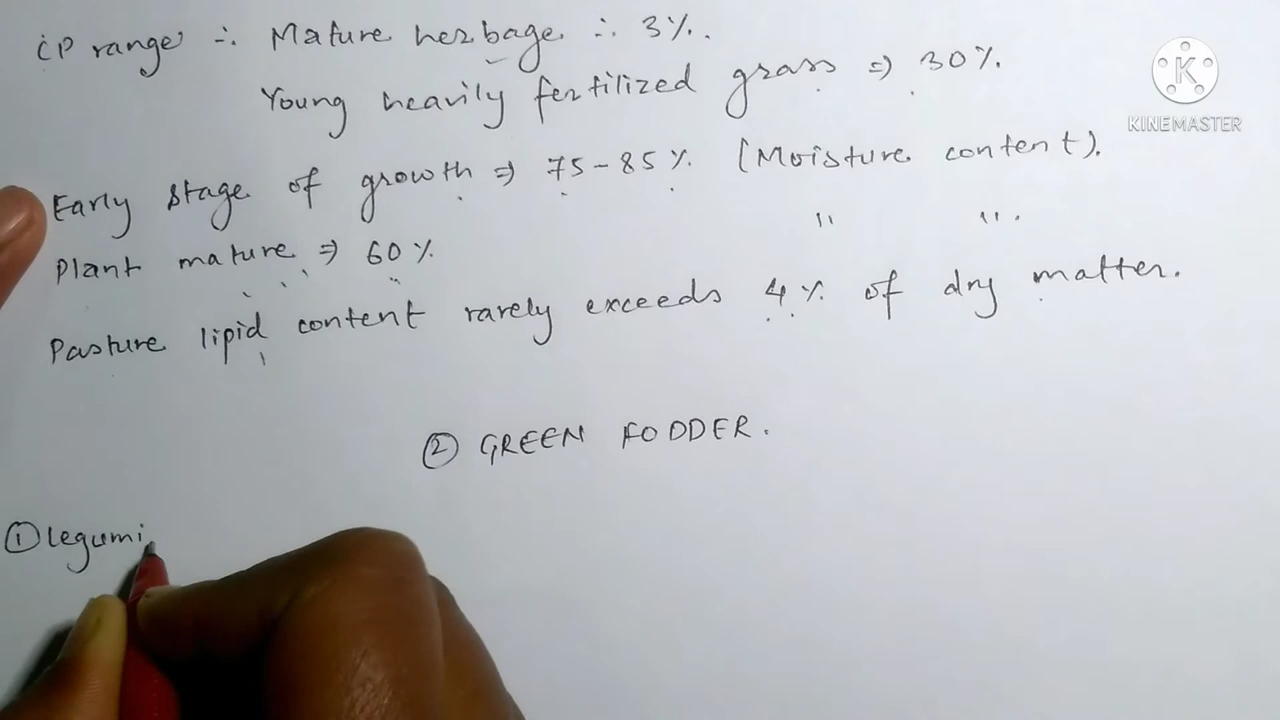 CP range ∴ Mature herbage ∴ 3%.
Young heavily fertilized grass ⇒ 30%.
Early stage of growth ⇒ 75-85% (Moisture content).
Plant mature ⇒ 60% " ".
Pasture lipid content rarely exceeds 4% of dry matter.
② GREEN FODDER.
① legumi
K
KINEMASTER